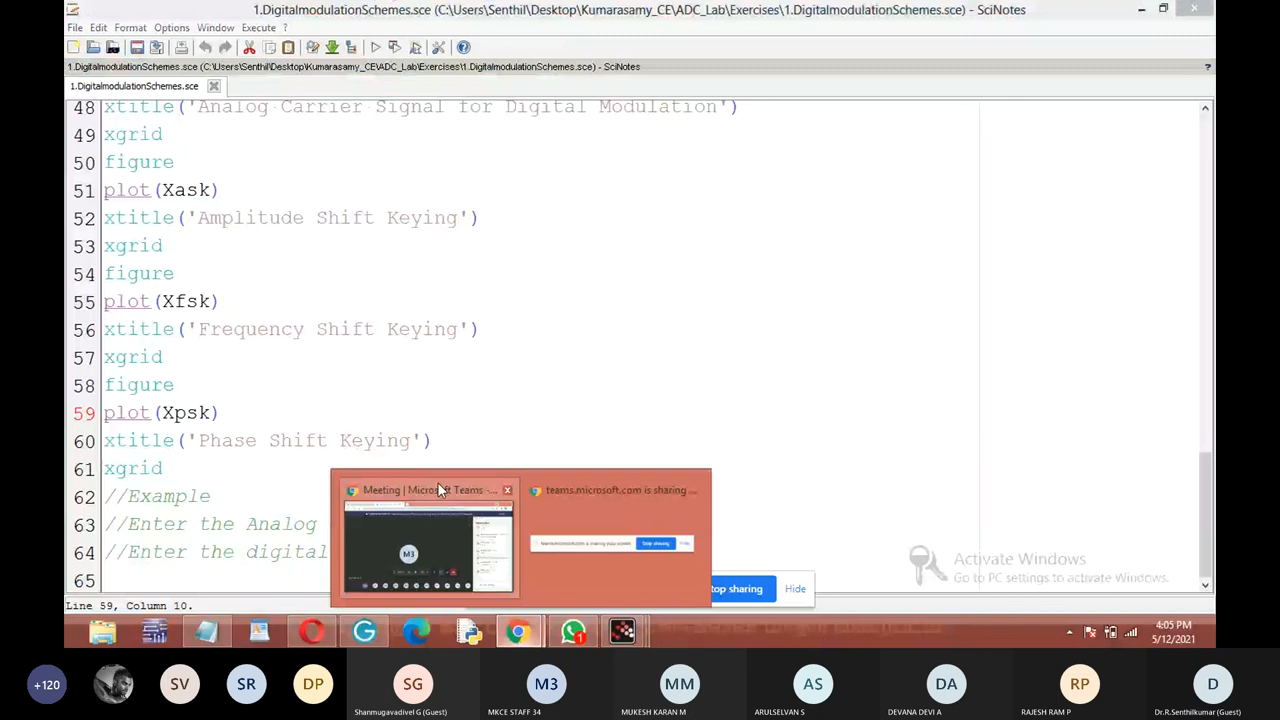 1.DigitalmodulationSchemes.sce (C:\Users\Senthil\Desktop\Kumarasamy_CE\ADC_Lab\Exercises\1.DigitalmodulationSchemes.sce) - SciNotes
File Edit Format Options Window Execute ?
1.DigitalmodulationSchemes.sce (C:\Users\Senthil\Desktop\Kumarasamy_CE\ADC_Lab\Exercises\1.DigitalmodulationSchemes.sce) - SciNotes ?
1.DigitalmodulationSchemes.sce
48 xtitle('Analog Carrier Signal for Digital Modulation')
49 xgrid
50 figure
51 plot(Xask)
52 xtitle('Amplitude Shift Keying')
53 xgrid
54 figure
55 plot(Xfsk)
56 xtitle('Frequency Shift Keying')
57 xgrid
58 figure
59 plot(Xpsk)
60 xtitle('Phase Shift Keying')
61 xgrid
62 //Example
63 //Enter the Analog
64 //Enter the digital
65
Meeting | Microsoft Teams -...
teams.microsoft.com is sharing ...
M3
Stop sharing
top sharing
Hide
Activate Windows
Go to PC settings to activate Windows.
Line 59, Column 10.
1
4:05 PM
5/12/2021
+120
SV
SR
DP
SG
M3
MM
AS
DA
RP
D
Shanmugavadivel G (Guest)
MKCE STAFF 34
MUKESH KARAN M
ARULSELVAN S
DEVANA DEVI A
RAJESH RAM P
Dr.R.Senthilkumar (Guest)